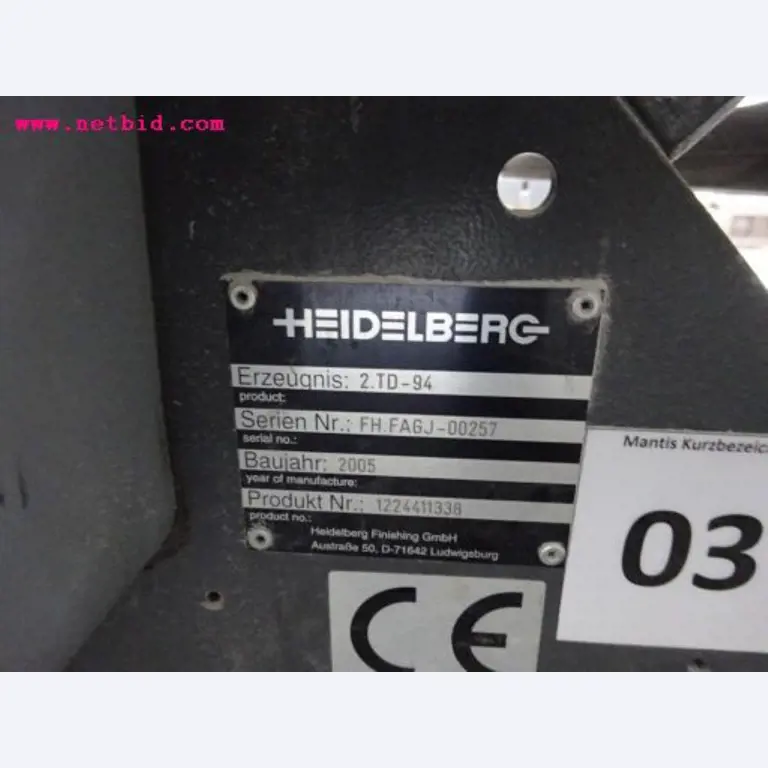 www.netbid.com
HEIDELBERG
Erzeugnis: 2.TD-94
product:
Serien Nr.: FH.FAGJ-00257
serial no.:
Baujahr: 2005
year of manufacture:
Produkt Nr.: 1224411338
product no.:
Heidelberg Finishing GmbH
Austraße 50, D-71642 Ludwigsburg
Mantis Kurzbezeic
03
CE